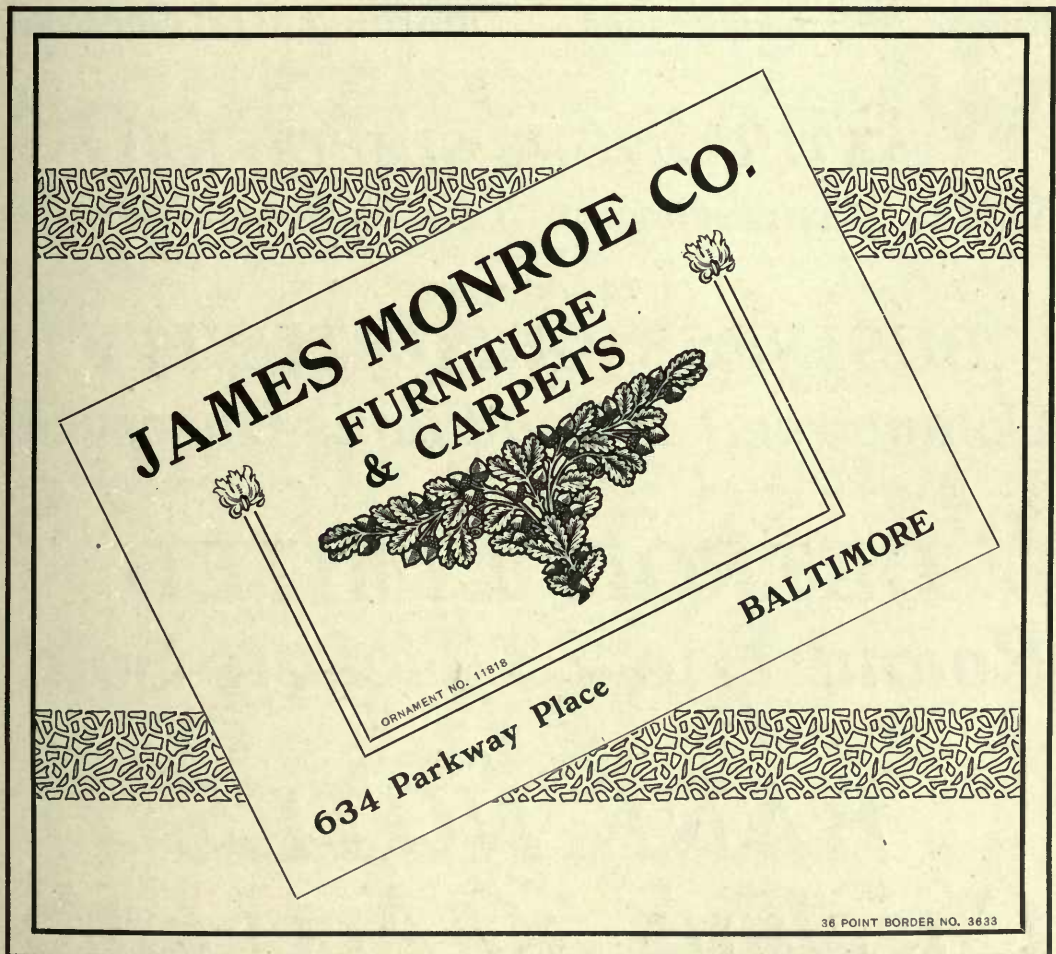 JAMES MONROE CO.
FURNITURE
& CARPETS
ORNAMENT NO. 11818
634 Parkway Place
BALTIMORE
36 POINT BORDER NO. 3633